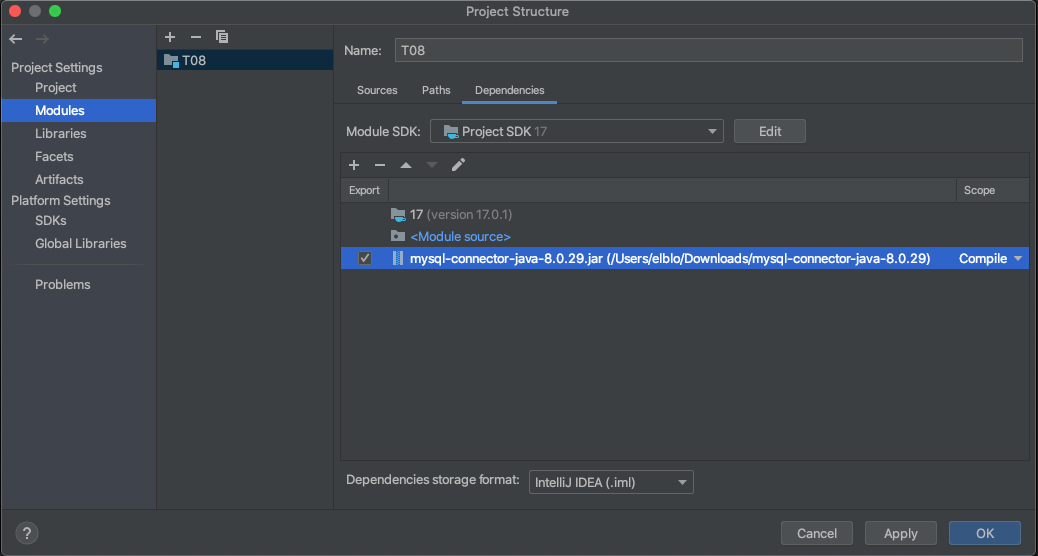 Project Structure
Project Settings
Project
Modules
Libraries
Facets
Artifacts
Platform Settings
SDKs
Global Libraries
Problems
T08
Name: T08
Sources Paths Dependencies
Module SDK: Project SDK 17 Edit
Export Scope
17 (version 17.0.1)
<Module source>
mysql-connector-java-8.0.29.jar (/Users/elblo/Downloads/mysql-connector-java-8.0.29) Compile
Dependencies storage format: IntelliJ IDEA (.iml)
? Cancel Apply OK